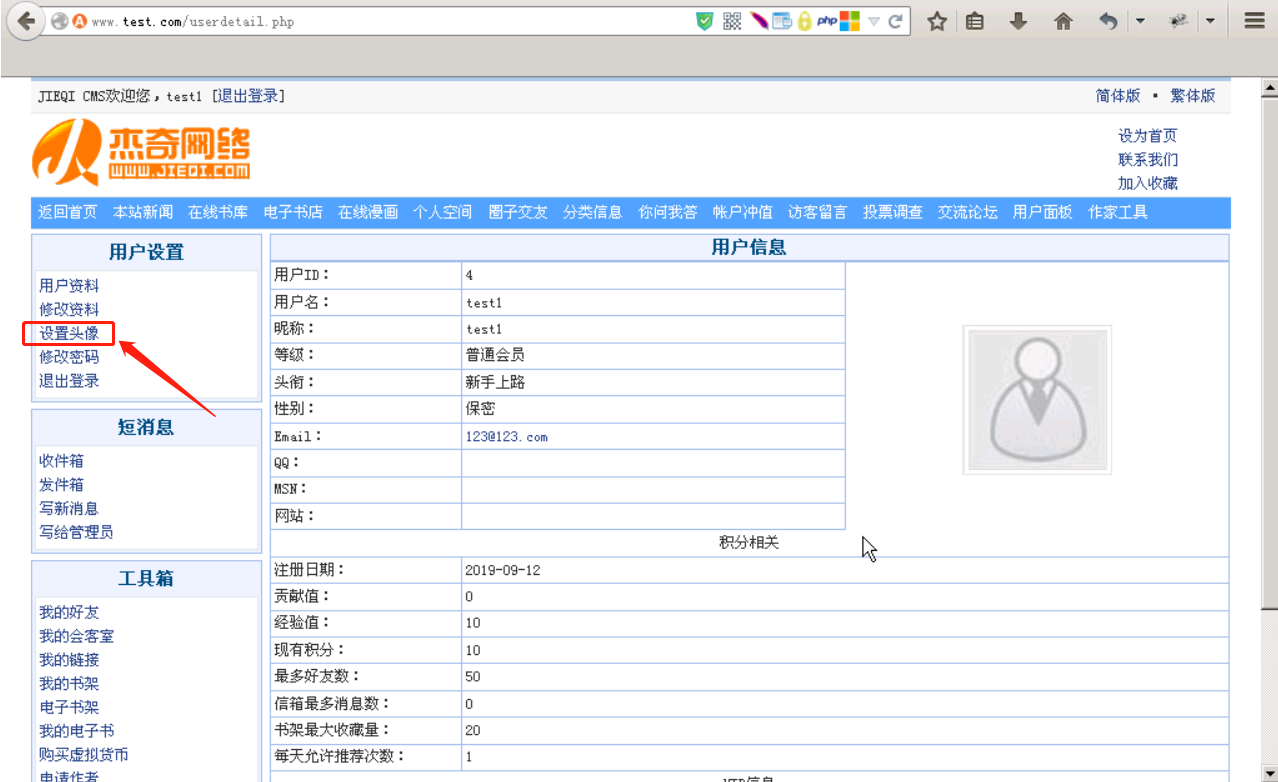 www.test.com/userdetail.php
php
JIEQI CMS欢迎您，test1 [退出登录]
简体版 ▪ 繁体版
杰奇网络
WWW.JIEQI.COM
设为首页
联系我们
加入收藏
返回首页 本站新闻 在线书库 电子书店 在线漫画 个人空间 圈子交友 分类信息 你问我答 帐户冲值 访客留言 投票调查 交流论坛 用户面板 作家工具
用户设置
用户资料
修改资料
设置头像
修改密码
退出登录
短消息
收件箱
发件箱
写新消息
写给管理员
工具箱
我的好友
我的会客室
我的链接
我的书架
电子书架
我的电子书
购买虚拟货币
申请作者
用户信息
用户ID： 4
用户名： test1
昵称： test1
等级： 普通会员
头衔： 新手上路
性别： 保密
Email： 123@123.com
QQ：
MSN：
网站：
积分相关
注册日期： 2019-09-12
贡献值： 0
经验值： 10
现有积分： 10
最多好友数： 50
信箱最多消息数： 0
书架最大收藏量： 20
每天允许推荐次数： 1
VIP信息